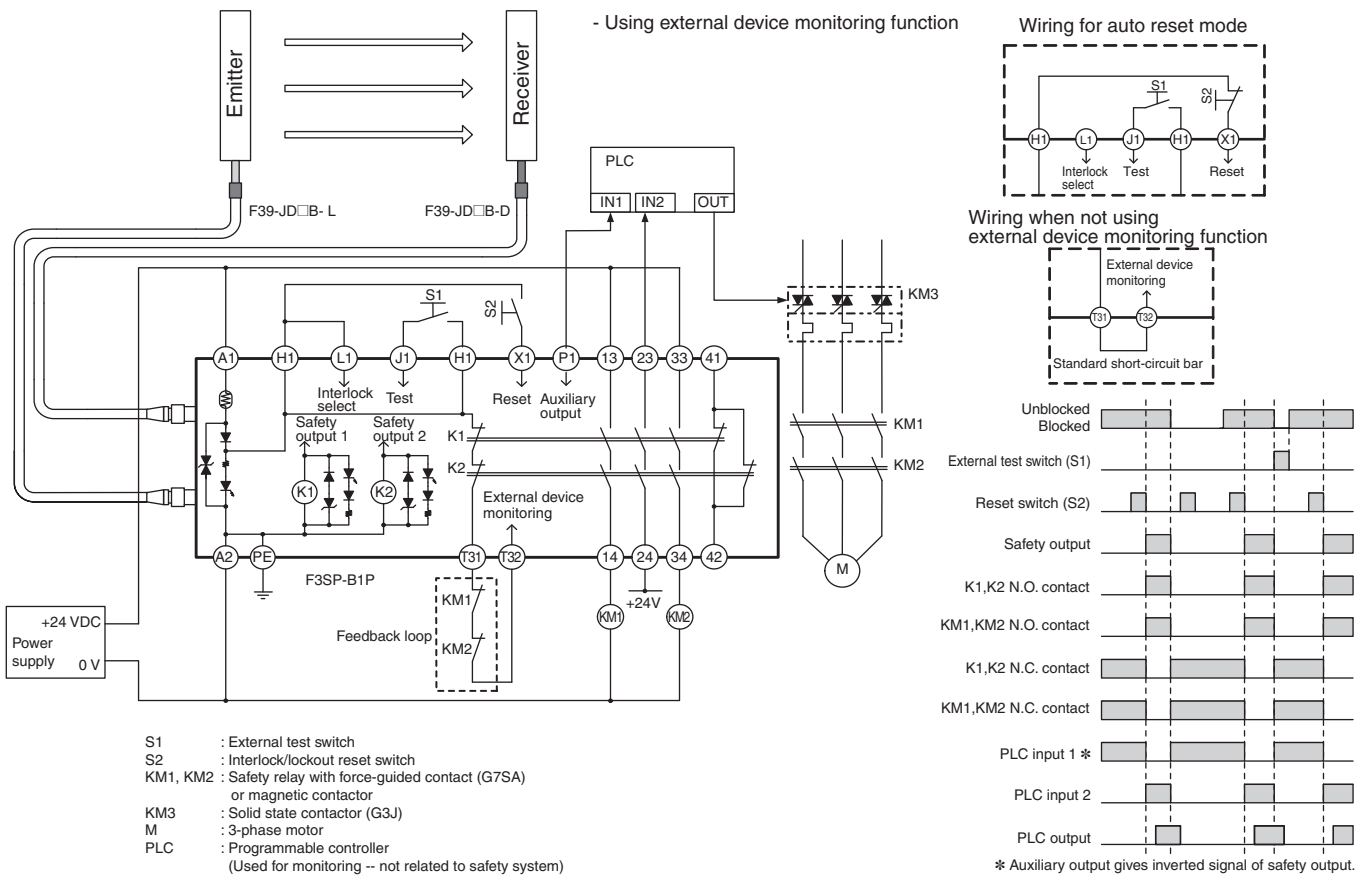 - Using external device monitoring function
Wiring for auto reset mode
Emitter
Receiver
S1
S2
H1
L1
J1
H1
X1
Interlock
select
Test
Reset
PLC
IN1
IN2
OUT
F39-JD□B- L
F39-JD□B-D
Wiring when not using
external device monitoring function
External device
monitoring
T31
T32
Standard short-circuit bar
KM3
S1
S2
A1
H1
L1
J1
H1
X1
P1
13
23
33
41
Interlock
select
Test
Reset
Auxiliary
output
Safety
output 1
Safety
output 2
K1
K2
K1
K2
External device
monitoring
KM1
KM2
M
A2
PE
T31
T32
14
24
34
42
F3SP-B1P
+24V
KM1
KM2
KM1
KM2
Feedback loop
+24 VDC
Power
supply
0 V
Unblocked
Blocked
External test switch (S1)
Reset switch (S2)
Safety output
K1,K2 N.O. contact
KM1,KM2 N.O. contact
K1,K2 N.C. contact
KM1,KM2 N.C. contact
PLC input 1 ✻
PLC input 2
PLC output
✻ Auxiliary output gives inverted signal of safety output.
S1 : External test switch
S2 : Interlock/lockout reset switch
KM1, KM2 : Safety relay with force-guided contact (G7SA)
or magnetic contactor
KM3 : Solid state contactor (G3J)
M : 3-phase motor
PLC : Programmable controller
(Used for monitoring -- not related to safety system)